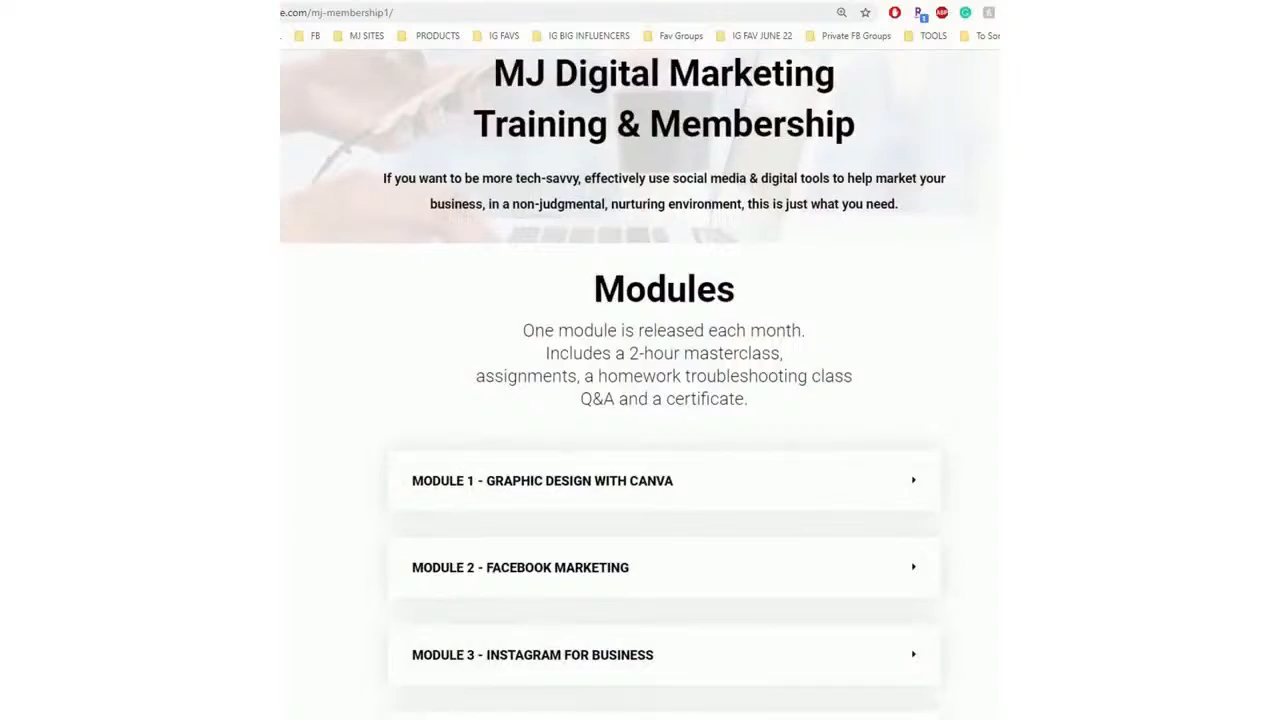 e.com/mj-membership1/
FB MJ SITES PRODUCTS IG FAVS IG BIG INFLUENCERS Fav Groups IG FAV JUNE 22 Private FB Groups TOOLS To Sor
MJ Digital Marketing
Training & Membership
If you want to be more tech-savvy, effectively use social media & digital tools to help market your
business, in a non-judgmental, nurturing environment, this is just what you need.
Modules
One module is released each month.
Includes a 2-hour masterclass,
assignments, a homework troubleshooting class
Q&A and a certificate.
MODULE 1 - GRAPHIC DESIGN WITH CANVA
MODULE 2 - FACEBOOK MARKETING
MODULE 3 - INSTAGRAM FOR BUSINESS